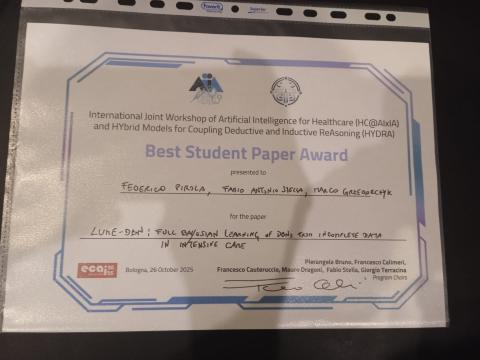 Favorit
Superior
International Joint Workshop of Artificial Intelligence for Healthcare (HC@AIxIA)
and HYbrid Models for Coupling Deductive and Inductive ReAsoning (HYDRA)
Best Student Paper Award
presented to
FEDERICO PIROLA, FABIO ANTONIO STELLA, MARCO GRZEGORCZYK
for the paper
LUME-DBN: FULL BAYESIAN LEARNING OF DBNs FROM INCOMPLETE DATA
IN INTENSIVE CARE
ecai
Bologna, 26 October 2025
Pierangela Bruno, Francesco Calimeri,
Francesco Cauteruccio, Mauro Dragoni, Fabio Stella, Giorgio Terracina
Program Chairs